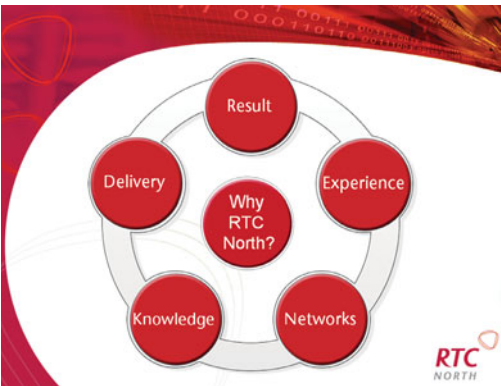 Result
Delivery
Experience
Why
RTC
North?
Knowledge
Networks
RTC
NORTH